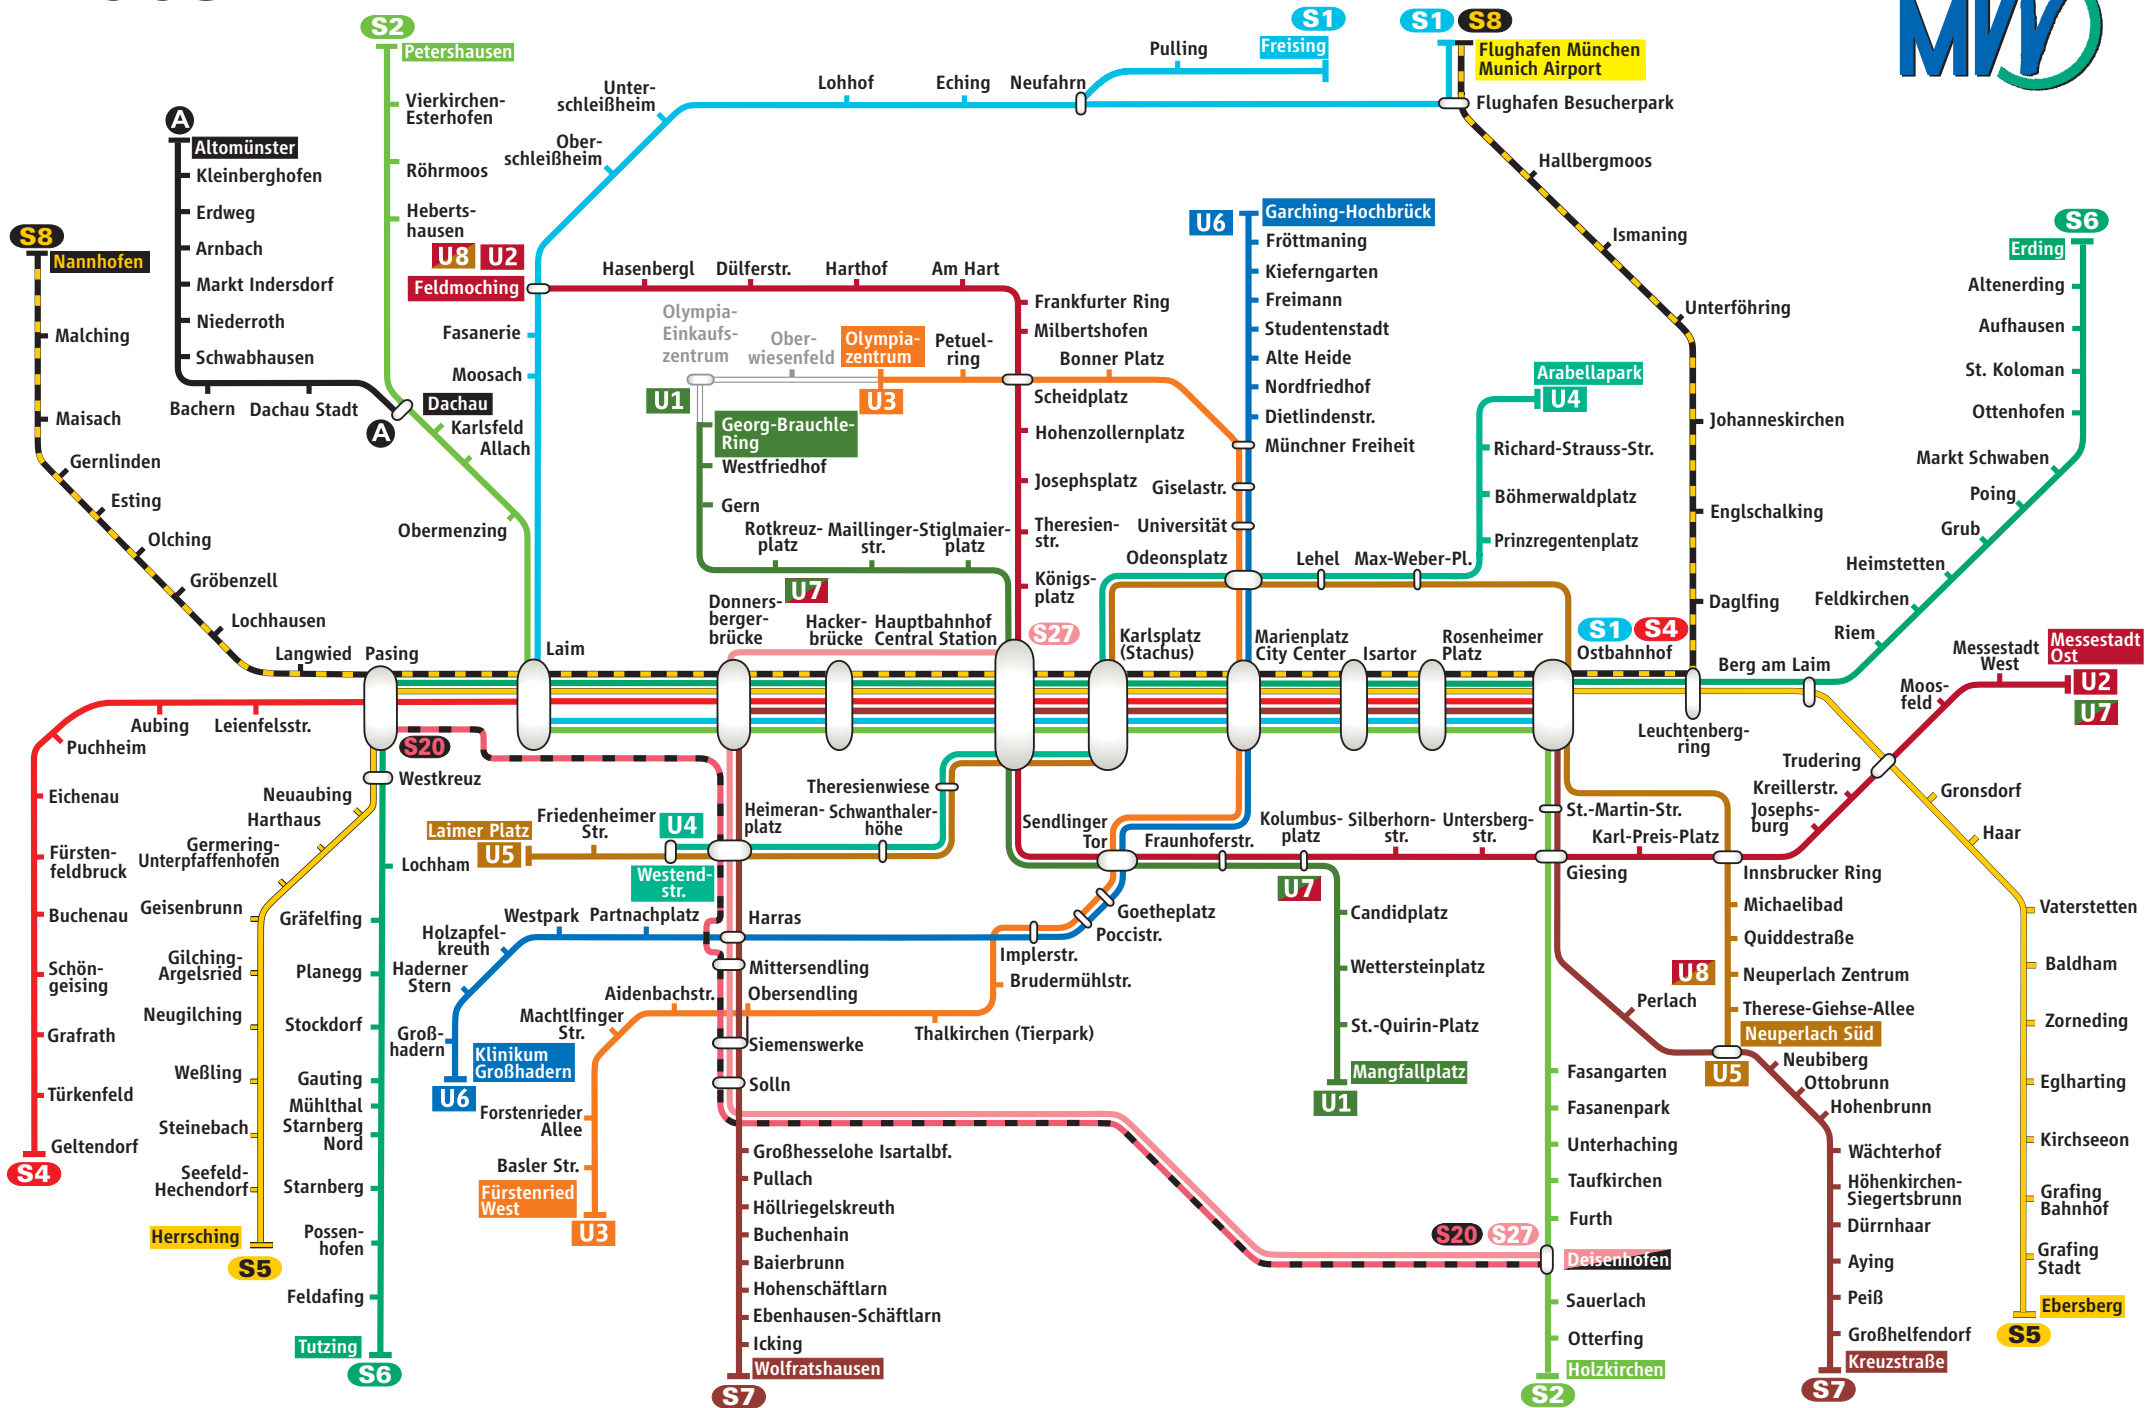 S2
Petershausen
Vierkirchen-
Esterhofen
Röhrmoos
Heberts-
hausen
A
Altomünster
Kleinberghofen
Erdweg
Arnbach
Markt Indersdorf
Niederroth
Schwabhausen
Bachern
Dachau Stadt
A
Dachau
Karlsfeld
Allach
Obermenzing
S8
Nannhofen
Malching
Maisach
Gernlinden
Esting
Olching
Gröbenzell
Lochhausen
Langwied
Pasing
Laim
Unter-
schleißheim
Ober-
schleißheim
Lohhof
Eching
Neufahrn
Pulling
S1
Freising
S1
S8
Flughafen München
Munich Airport
Flughafen Besucherpark
MVV
Hallbergmoos
Ismaning
Unterföhring
Johanneskirchen
Englschalking
Daglfing
U8
U2
Feldmoching
Fasanerie
Moosach
Hasenbergl
Dülferstr.
Harthof
Am Hart
Frankfurter Ring
Milbertshofen
Olympia-
Einkaufs-
zentrum
Ober-
wiesenfeld
Olympia-
zentrum
U3
Petuel-
ring
Scheidplatz
Bonner Platz
Hohenzollernplatz
Josephsplatz
Theresien-
str.
Königs-
platz
U1
Georg-Brauchle-
Ring
Westfriedhof
Gern
Rotkreuz-
platz
Maillinger-
str.
Stiglmaier-
platz
U7
U6
Garching-Hochbrück
Fröttmaning
Kieferngarten
Freimann
Studentenstadt
Alte Heide
Nordfriedhof
Dietlindenstr.
Münchner Freiheit
Giselastr.
Universität
Odeonsplatz
Lehel
Max-Weber-Pl.
Arabellapark
U4
Richard-Strauss-Str.
Böhmerwaldplatz
Prinzregentenplatz
S6
Erding
Altenerding
Aufhausen
St. Koloman
Ottenhofen
Markt Schwaben
Poing
Grub
Heimstetten
Feldkirchen
Riem
Berg am Laim
Donners-
berger-
brücke
Hacker-
brücke
Hauptbahnhof
Central Station
S27
Karlsplatz
(Stachus)
Marienplatz
City Center
Isartor
Rosenheimer
Platz
S1
S4
Ostbahnhof
Leuchtenberg-
ring
Messestadt
West
Messestadt
Ost
U2
U7
Moos-
feld
Trudering
Kreillerstr.
Josephs-
burg
Aubing
Leienfelsstr.
Puchheim
Eichenau
Fürsten-
feldbruck
Buchenau
Schön-
geising
Grafrath
Türkenfeld
Geltendorf
S4
S20
Westkreuz
Neuaubing
Harthaus
Germering-
Unterpfaffenhofen
Geisenbrunn
Gilching-
Argelsried
Neugilching
Weßling
Steinebach
Seefeld-
Hechendorf
Herrsching
S5
Lochham
Gräfelfing
Planegg
Stockdorf
Gauting
Mühlthal
Starnberg
Nord
Starnberg
Possen-
hofen
Feldafing
Tutzing
S6
Laimer Platz
U5
Friedenheimer
Str.
U4
Westend-
str.
Heimeran-
platz
Schwanthaler-
höhe
Theresienwiese
Sendlinger
Tor
Fraunhoferstr.
Kolumbus-
platz
U7
Silberhorn-
str.
Untersberg-
str.
Giesing
St.-Martin-Str.
Karl-Preis-Platz
Innsbrucker Ring
Michaelibad
Quiddestraße
U8
Neuperlach Zentrum
Therese-Giehse-Allee
Neuperlach Süd
U5
Goetheplatz
Poccistr.
Implerstr.
Brudermühlstr.
Thalkirchen (Tierpark)
Obersendling
Aidenbachstr.
Machtlfinger
Str.
Forstenrieder
Allee
Basler Str.
Fürstenried
West
U3
Harras
Partnachplatz
Westpark
Holzapfel-
kreuth
Haderner
Stern
Groß-
hadern
Klinikum
Großhadern
U6
Mittersendling
Siemenswerke
Solln
Großhesselohe Isartalbf.
Pullach
Höllriegelskreuth
Buchenhain
Baierbrunn
Hohenschäftlarn
Ebenhausen-Schäftlarn
Icking
Wolfratshausen
S7
Candidplatz
Wettersteinplatz
St.-Quirin-Platz
Mangfallplatz
U1
Fasangarten
Fasanenpark
Unterhaching
Taufkirchen
Furth
S20
S27
Deisenhofen
Sauerlach
Otterfing
Holzkirchen
S2
Perlach
Neubiberg
Ottobrunn
Hohenbrunn
Wächterhof
Höhenkirchen-
Siegertsbrunn
Dürrnhaar
Aying
Peiß
Großhelfendorf
Kreuzstraße
S7
Gronsdorf
Haar
Vaterstetten
Baldham
Zorneding
Eglharting
Kirchseeon
Grafing
Bahnhof
Grafing
Stadt
Ebersberg
S5